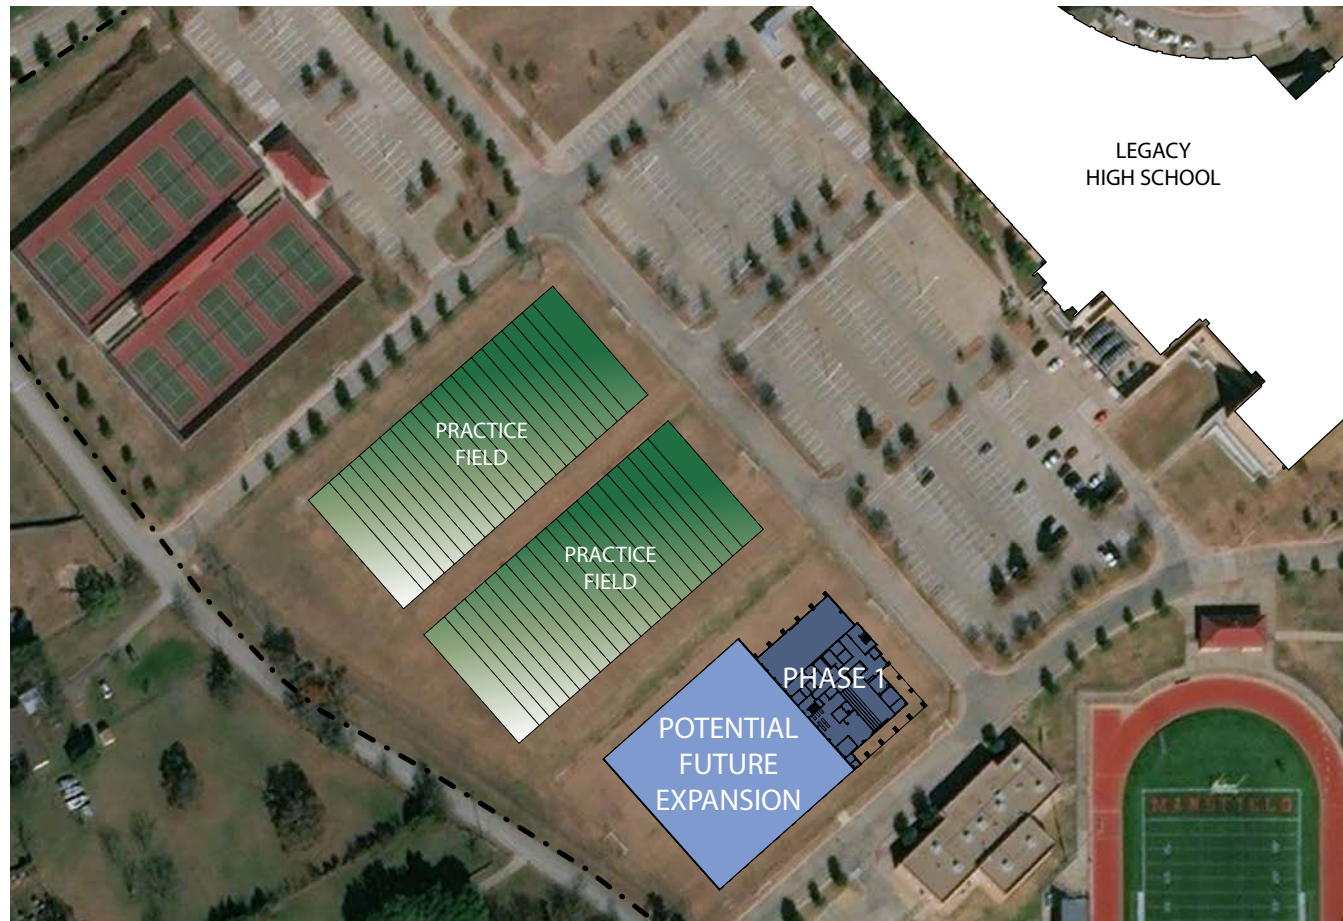 LEGACY
HIGH SCHOOL
PRACTICE
FIELD
PRACTICE
FIELD
PHASE 1
POTENTIAL
FUTURE
EXPANSION
MANSFIELD